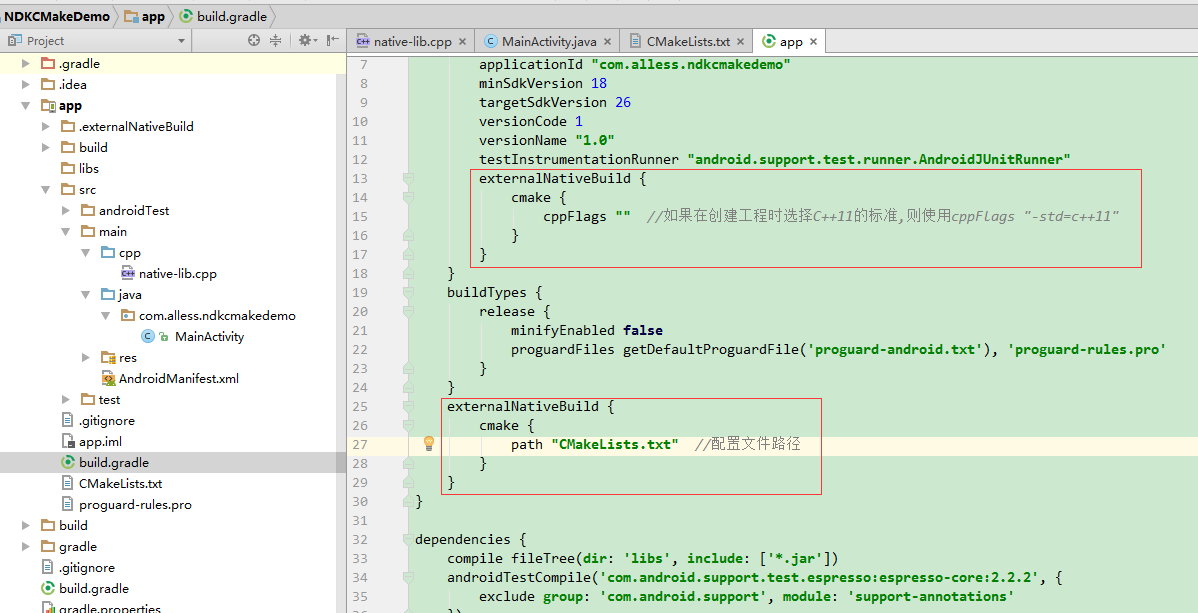 NDKCMakeDemo app build.gradle
Project
native-lib.cpp MainActivity.java CMakeLists.txt app
.gradle
.idea
app
.externalNativeBuild
build
libs
src
androidTest
main
cpp
native-lib.cpp
java
com.alless.ndkcmakedemo
MainActivity
res
AndroidManifest.xml
test
.gitignore
app.iml
build.gradle
CMakeLists.txt
proguard-rules.pro
build
gradle
.gitignore
build.gradle
gradle.properties
7 applicationId "com.alless.ndkcmakedemo"
8 minSdkVersion 18
9 targetSdkVersion 26
10 versionCode 1
11 versionName "1.0"
12 testInstrumentationRunner "android.support.test.runner.AndroidJUnitRunner"
13 externalNativeBuild {
14 cmake {
15 cppFlags "" //如果在创建工程时选择C++11的标准,则使用cppFlags "-std=c++11"
16 }
17 }
18 }
19 buildTypes {
20 release {
21 minifyEnabled false
22 proguardFiles getDefaultProguardFile('proguard-android.txt'), 'proguard-rules.pro'
23 }
24 }
25 externalNativeBuild {
26 cmake {
27 path "CMakeLists.txt" //配置文件路径
28 }
29 }
30 }
31
32 dependencies {
33 compile fileTree(dir: 'libs', include: ['*.jar'])
34 androidTestCompile('com.android.support.test.espresso:espresso-core:2.2.2', {
35 exclude group: 'com.android.support', module: 'support-annotations'
36 })